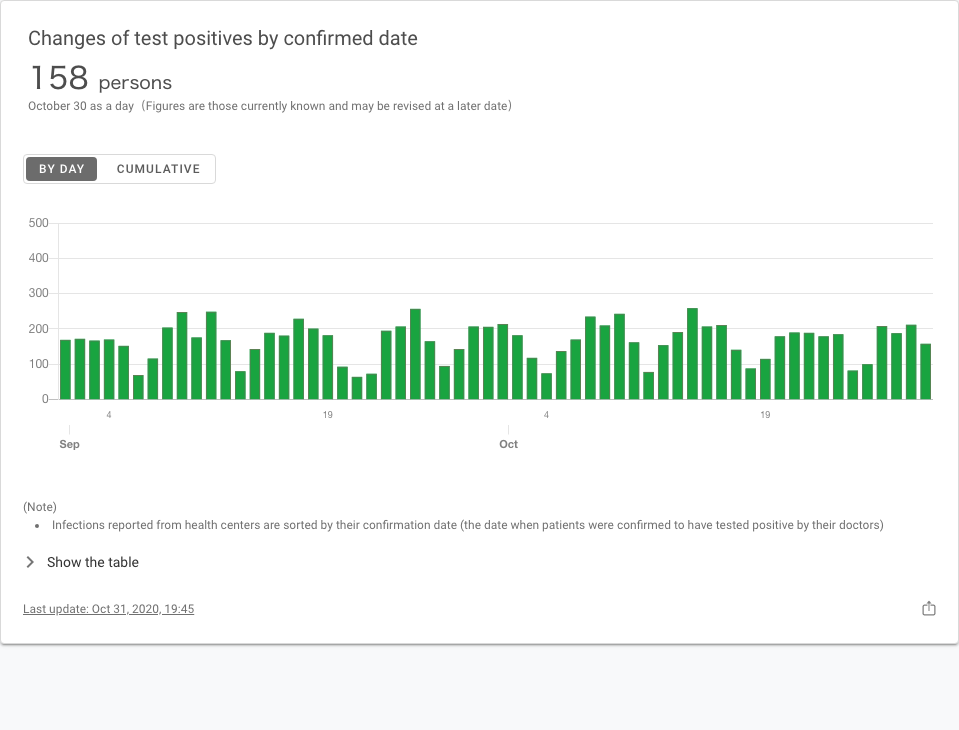 Changes of test positives by confirmed date
158 persons
October 30 as a day（Figures are those currently known and may be revised at a later date）
BY DAY CUMULATIVE
500
400
300
200
100
0
4 19 4 19
Sep Oct
(Note)
• Infections reported from health centers are sorted by their confirmation date (the date when patients were confirmed to have tested positive by their doctors)
Show the table
Last update: Oct 31, 2020, 19:45